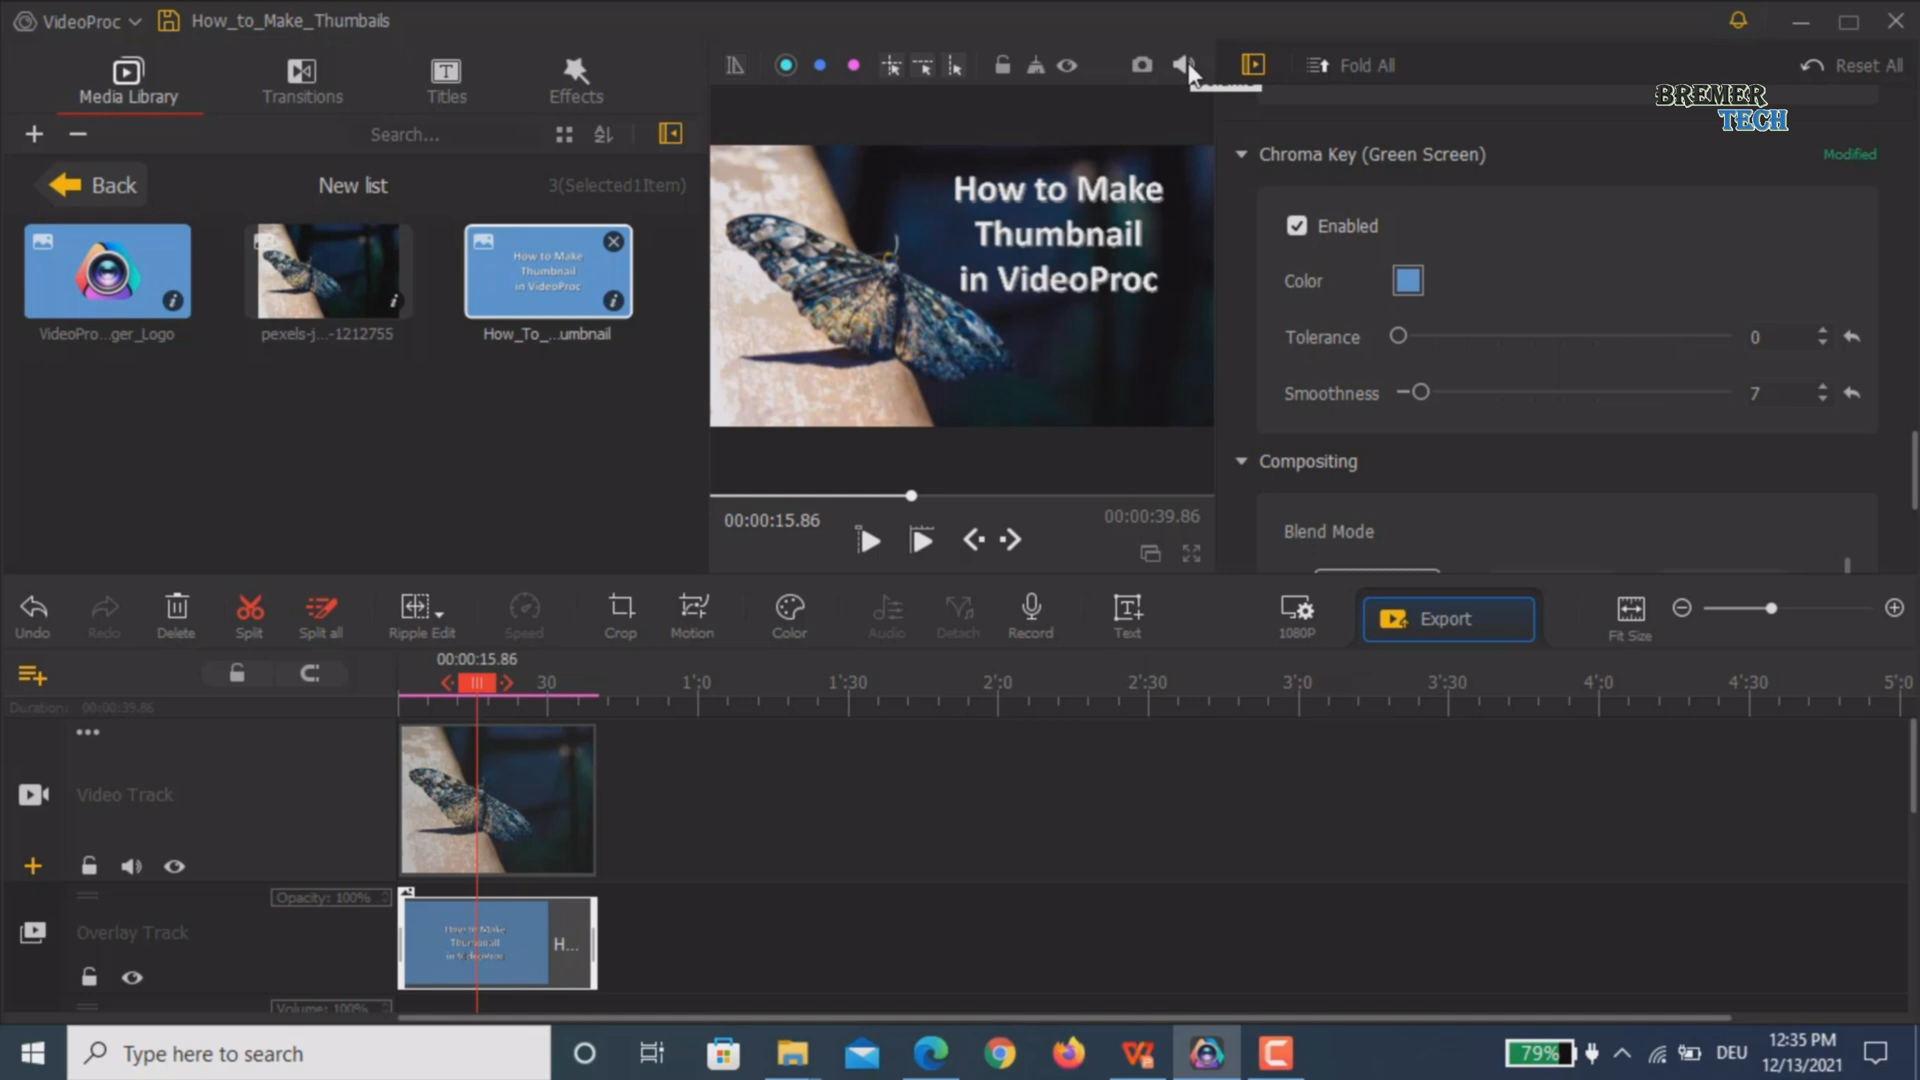 VideoProc
How_to_Make_Thumbails
Media Library
Transitions
Titles
Effects
Fold All
Reset All
BREMER
TECH
Search...
Back
New list
3(Selected1Item)
How to Make
Thumbnail
in VideoProc
VideoPro...ger_Logo
pexels-j...-1212755
How_To_...umbnail
How to Make
Thumbnail
in VideoProc
00:00:15.86
00:00:39.86
Chroma Key (Green Screen)
Modified
Enabled
Color
Tolerance
0
Smoothness
7
Compositing
Blend Mode
Undo
Redo
Delete
Split
Split all
Ripple Edit
Speed
Crop
Motion
Color
Audio
Detach
Record
Text
1080P
Export
Fit Size
00:00:15.86
30
1':0
1':30
2':0
2':30
3':0
3':30
4':0
4':30
5':0
Duration: 00:00:39.86
Video Track
Opacity: 100%
Overlay Track
How to Make
Thumbnail
in VideoProc
H...
Volume: 100%
Type here to search
79%
DEU
12:35 PM
12/13/2021